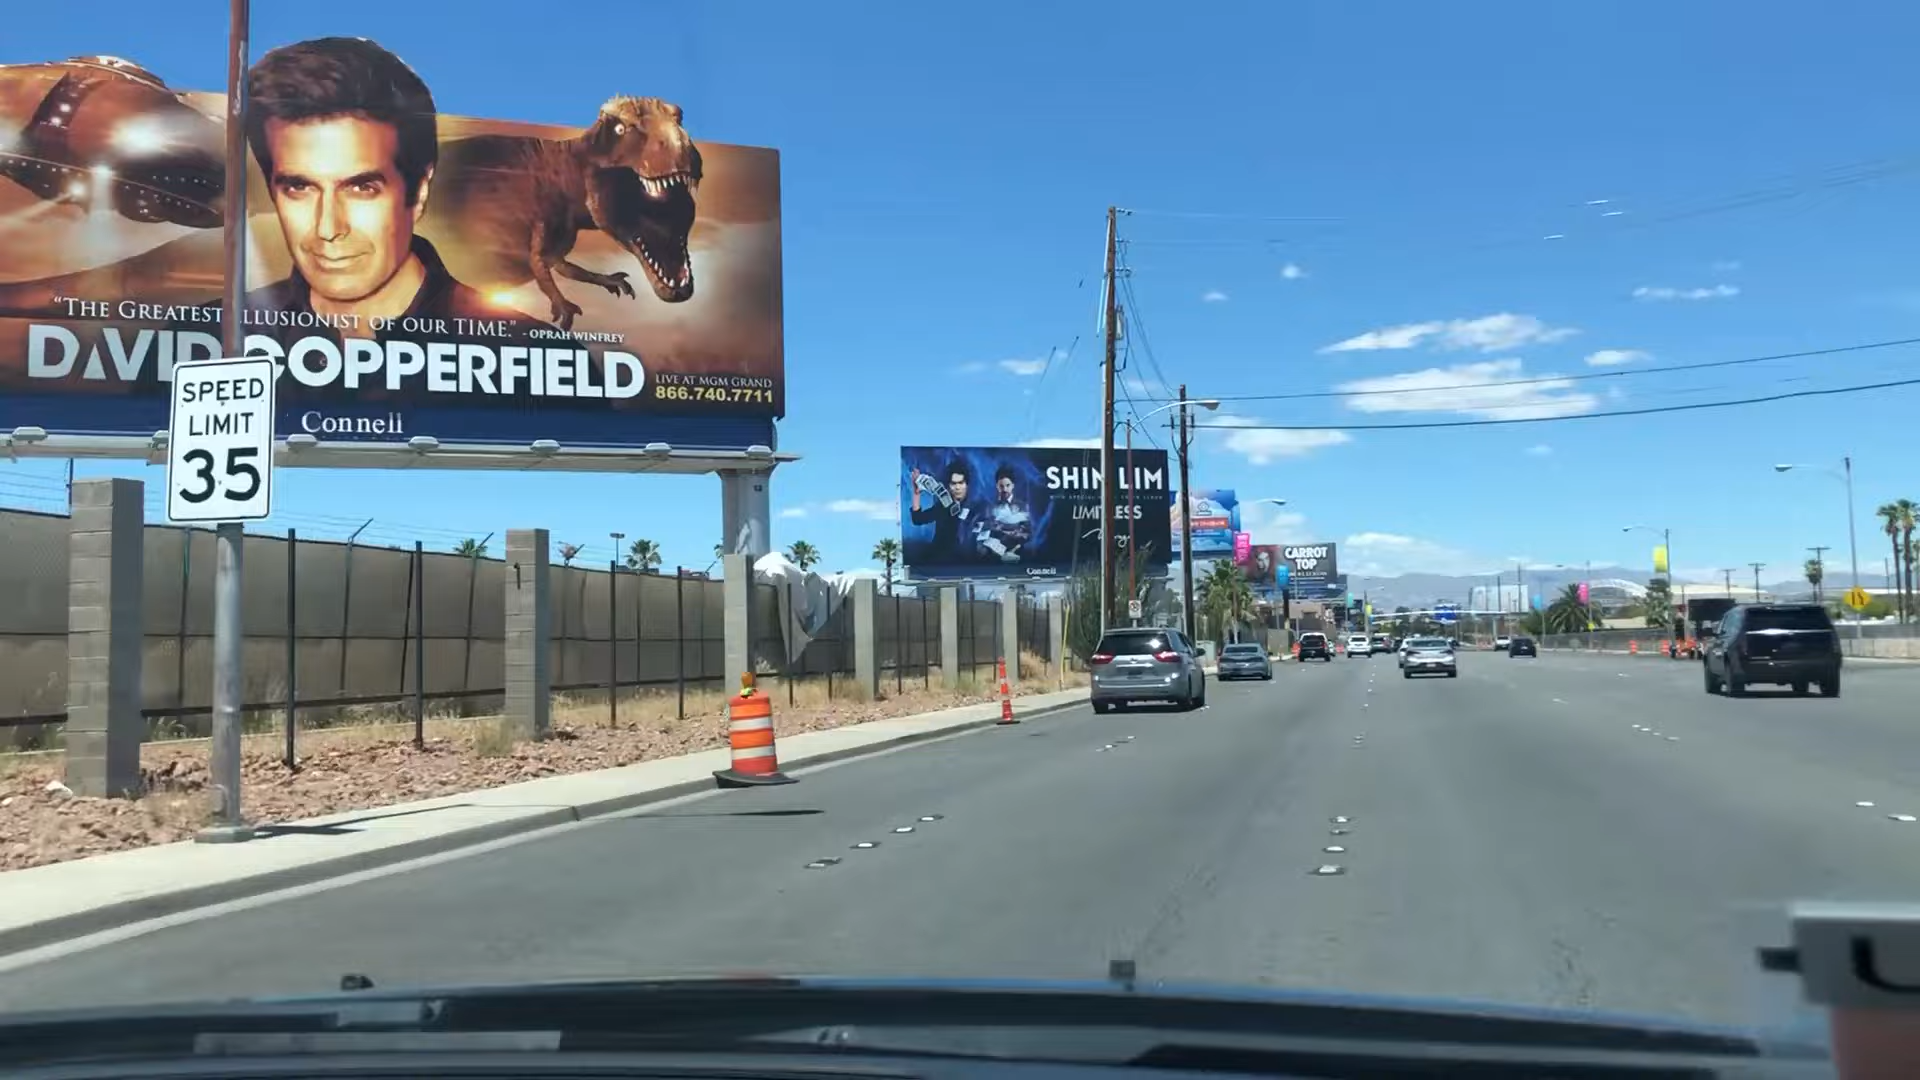 "THE GREATEST ILLUSIONIST OF OUR TIME."
- OPRAH WINFREY
DAVID COPPERFIELD
LIVE AT MGM GRAND
866.740.7711
Connell
SPEED
LIMIT
35
SHIN LIM
LIMITLESS
Connell
CARROT
TOP